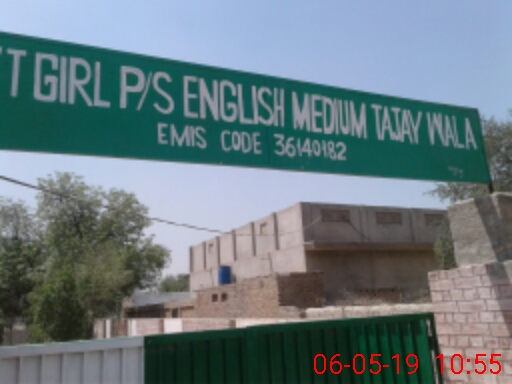 T GIRL P/S ENGLISH MEDIUM TAJAY WALA
EMIS CODE 36140182
06-05-19 10:55